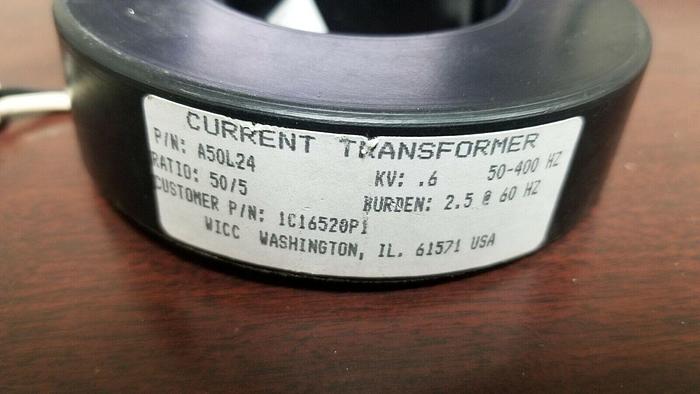 CURRENT TRANSFORMER
P/N: A50L24
KV: .6 50-400 HZ
RATIO: 50/5
BURDEN: 2.5 @ 60 HZ
CUSTOMER P/N: 1C16520P1
WICC WASHINGTON, IL. 61571 USA